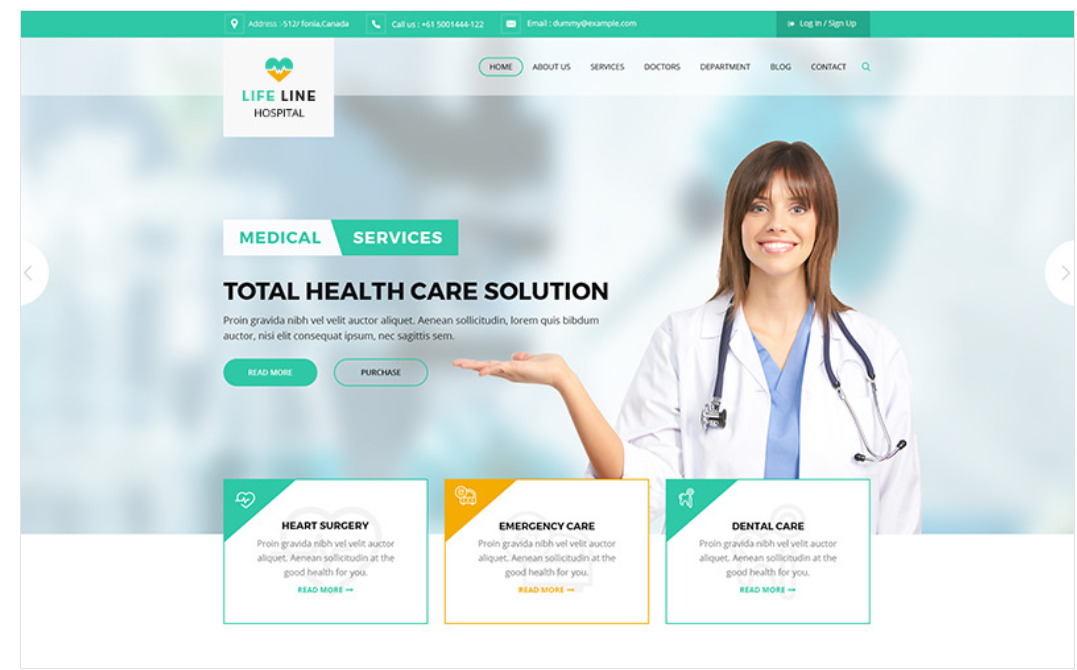 Address :-512/ fonia,Canada
Call us : +61 5001444-122
Email : dummy@example.com
Log In / Sign Up
LIFE LINE
HOSPITAL
HOME
ABOUT US
SERVICES
DOCTORS
DEPARTMENT
BLOG
CONTACT
MEDICAL SERVICES
TOTAL HEALTH CARE SOLUTION
Proin gravida nibh vel velit auctor aliquet. Aenean sollicitudin, lorem quis bibdum
auctor, nisi elit consequat ipsum, nec sagittis sem.
READ MORE
PURCHASE
HEART SURGERY
Proin gravida nibh vel velit auctor
aliquet. Aenean sollicitudin at the
good health for you.
READ MORE
EMERGENCY CARE
Proin gravida nibh vel velit auctor
aliquet. Aenean sollicitudin at the
good health for you.
READ MORE
DENTAL CARE
Proin gravida nibh vel velit auctor
aliquet. Aenean sollicitudin at the
good health for you.
READ MORE